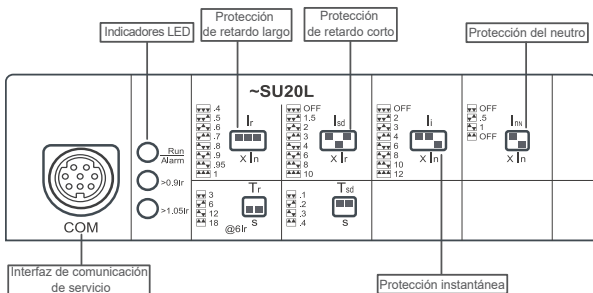 Indicadores LED
Protección
de retardo largo
Protección
de retardo corto
Protección del neutro
~SU20L
COM
Run
Alarm
>0.9Ir
>1.05Ir
.4
.5
.6
.7
.8
.9
.95
1
Ir
X In
OFF
1.5
2
3
4
6
8
10
Isd
X Ir
OFF
2
3
4
6
8
10
12
Ii
X In
OFF
.5
1
OFF
INN
X In
3
6
12
18
Tr
@6Ir
S
.1
.2
.3
.4
Tsd
S
Interfaz de comunicación
de servicio
Protección instantánea